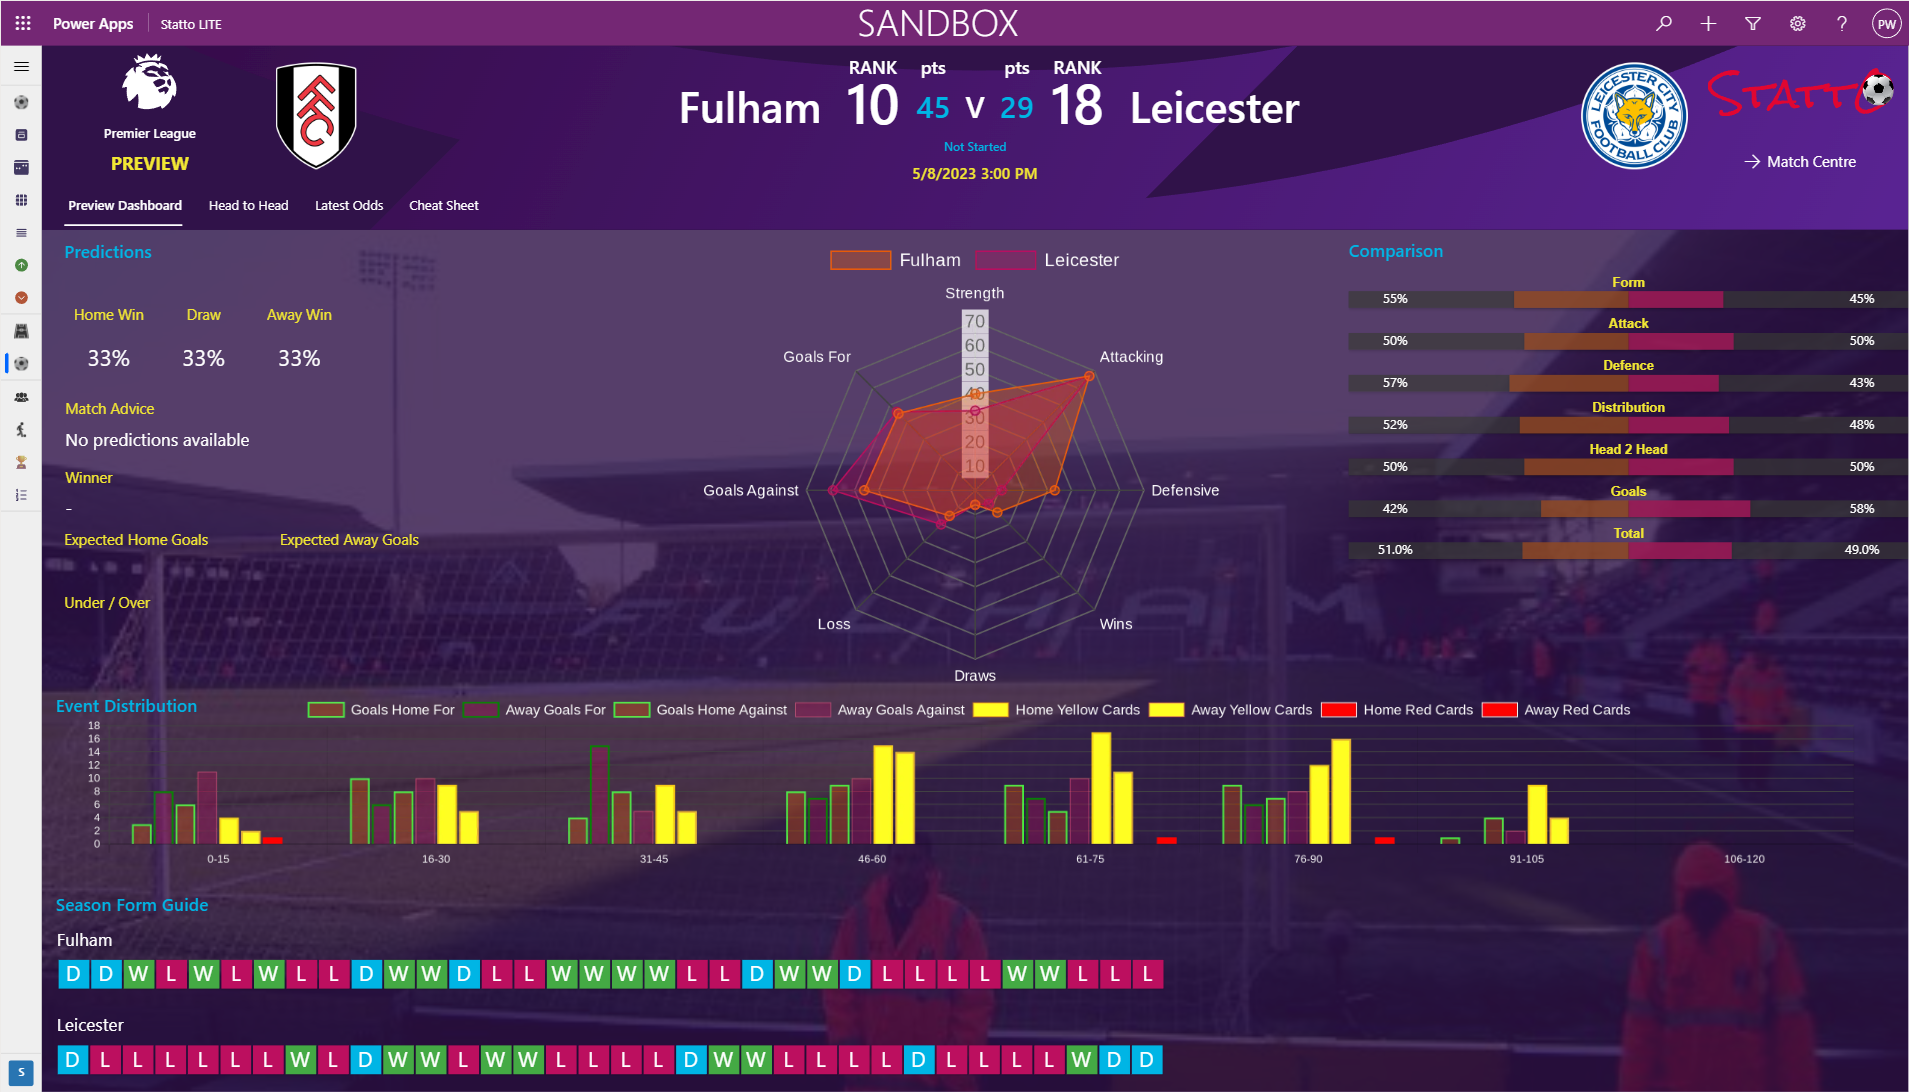 Power Apps Statto LITE SANDBOX ? PW
RANK pts pts RANK
Fulham 10 45 V 29 18 Leicester
Not Started
5/8/2023 3:00 PM
Premier League
PREVIEW
FFC
LEICESTER CITY
FOOTBALL CLUB
STATTO
Match Centre
Preview Dashboard Head to Head Latest Odds Cheat Sheet
Predictions
Home Win Draw Away Win
33% 33% 33%
Match Advice
No predictions available
Winner
-
Expected Home Goals Expected Away Goals
Under / Over
Fulham Leicester
Strength
Attacking
Defensive
Wins
Draws
Loss
Goals Against
Goals For
70
60
50
40
30
20
10
FULHAM
Comparison
Form
55% 45%
Attack
50% 50%
Defence
57% 43%
Distribution
52% 48%
Head 2 Head
50% 50%
Goals
42% 58%
Total
51.0% 49.0%
Event Distribution
Goals Home For Away Goals For Goals Home Against Away Goals Against Home Yellow Cards Away Yellow Cards Home Red Cards Away Red Cards
18
16
14
12
10
8
6
4
2
0
0-15 16-30 31-45 46-60 61-75 76-90 91-105 106-120
Season Form Guide
Fulham
D D W L W L W L L D W W D L L W W W W L L D W W D L L L L W W L L L
Leicester
D L L L L L L W L D W W L W W L L L L D W W L L L L D L L L L W D D
S